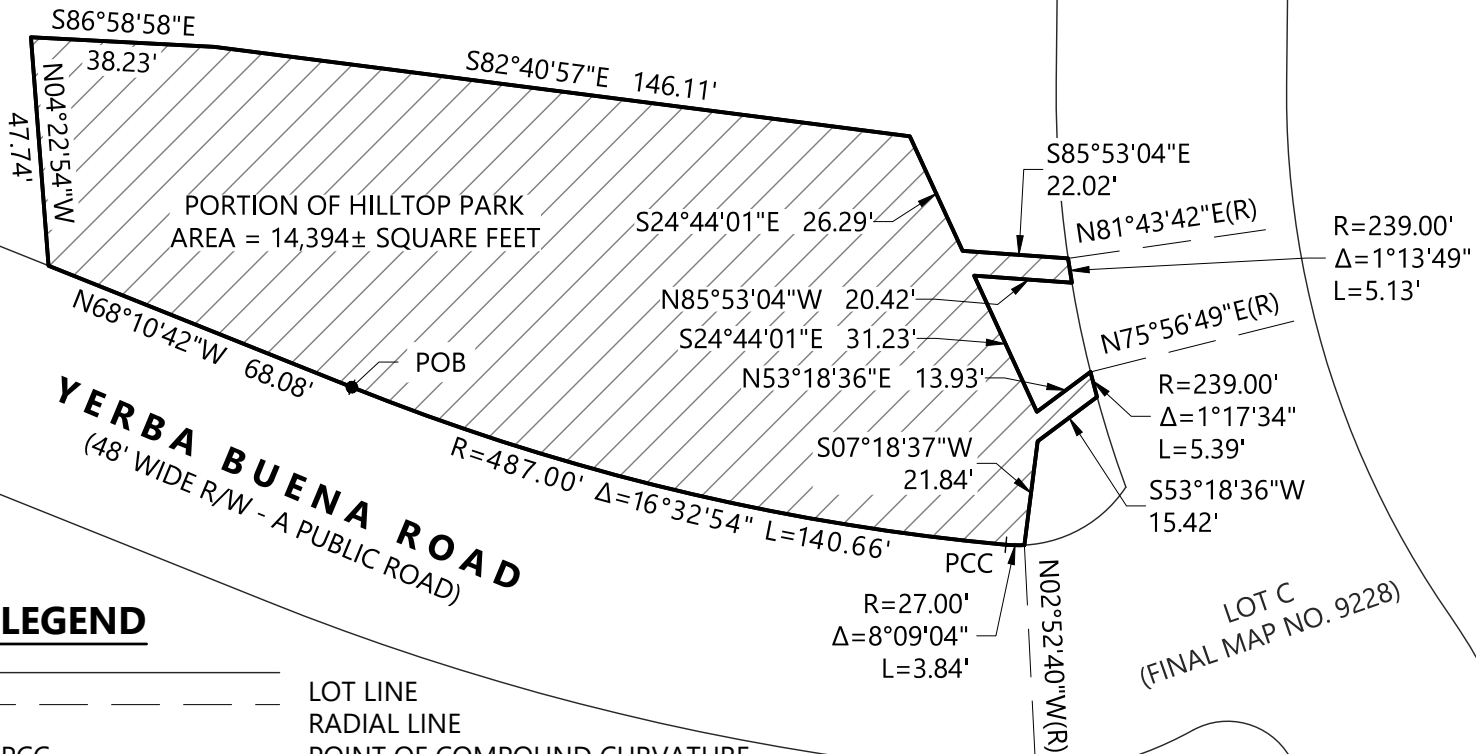 S86°58'58"E
38.23'
S82°40'57"E 146.11'
N04°22'54"W
47.74'
PORTION OF HILLTOP PARK
AREA = 14,394± SQUARE FEET
S24°44'01"E 26.29'
S85°53'04"E
22.02'
N81°43'42"E(R)
R=239.00'
Δ=1°13'49"
L=5.13'
N85°53'04"W 20.42'
S24°44'01"E 31.23'
N53°18'36"E 13.93'
N75°56'49"E(R)
R=239.00'
Δ=1°17'34"
L=5.39'
S07°18'37"W
21.84'
S53°18'36"W
15.42'
N68°10'42"W 68.08'
POB
R=487.00' Δ=16°32'54" L=140.66'
PCC
R=27.00'
Δ=8°09'04"
L=3.84'
N02°52'40"W(R)
YERBA BUENA ROAD
(48' WIDE R/W - A PUBLIC ROAD)
LOT C
(FINAL MAP NO. 9228)
LEGEND
LOT LINE
RADIAL LINE
PCC POINT OF COMPOUND CURVATURE